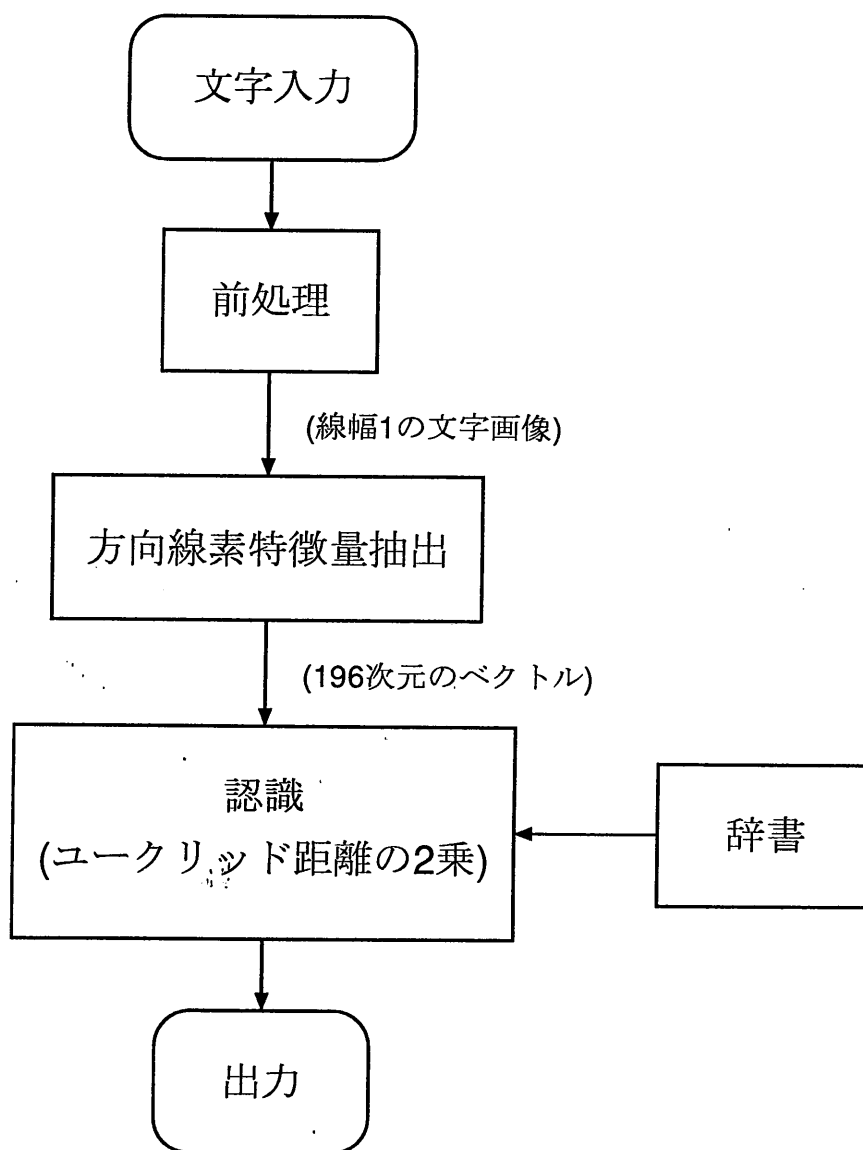 文字入力
前処理
(線幅1の文字画像)
方向線素特徴量抽出
(196次元のベクトル)
認識
(ユークリッド距離の2乗)
辞書
出力